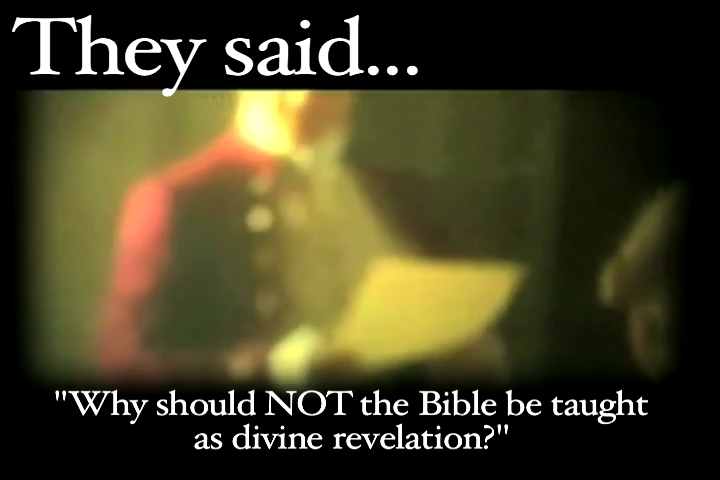 They said...
"Why should NOT the Bible be taught
as divine revelation?"